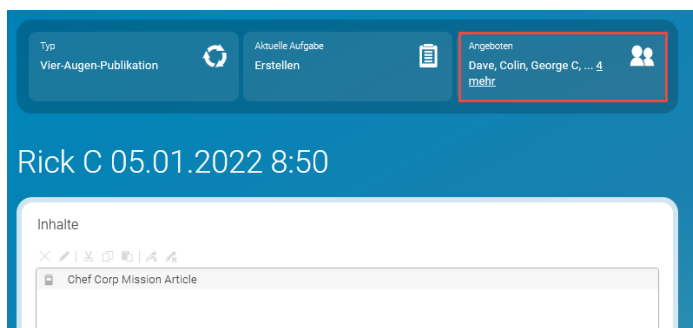 Typ
Vier-Augen-Publikation
Aktuelle Aufgabe
Erstellen
Angeboten
Dave, Colin, George C, ... 4
mehr
Rick C 05.01.2022 8:50
Inhalte
Chef Corp Mission Article